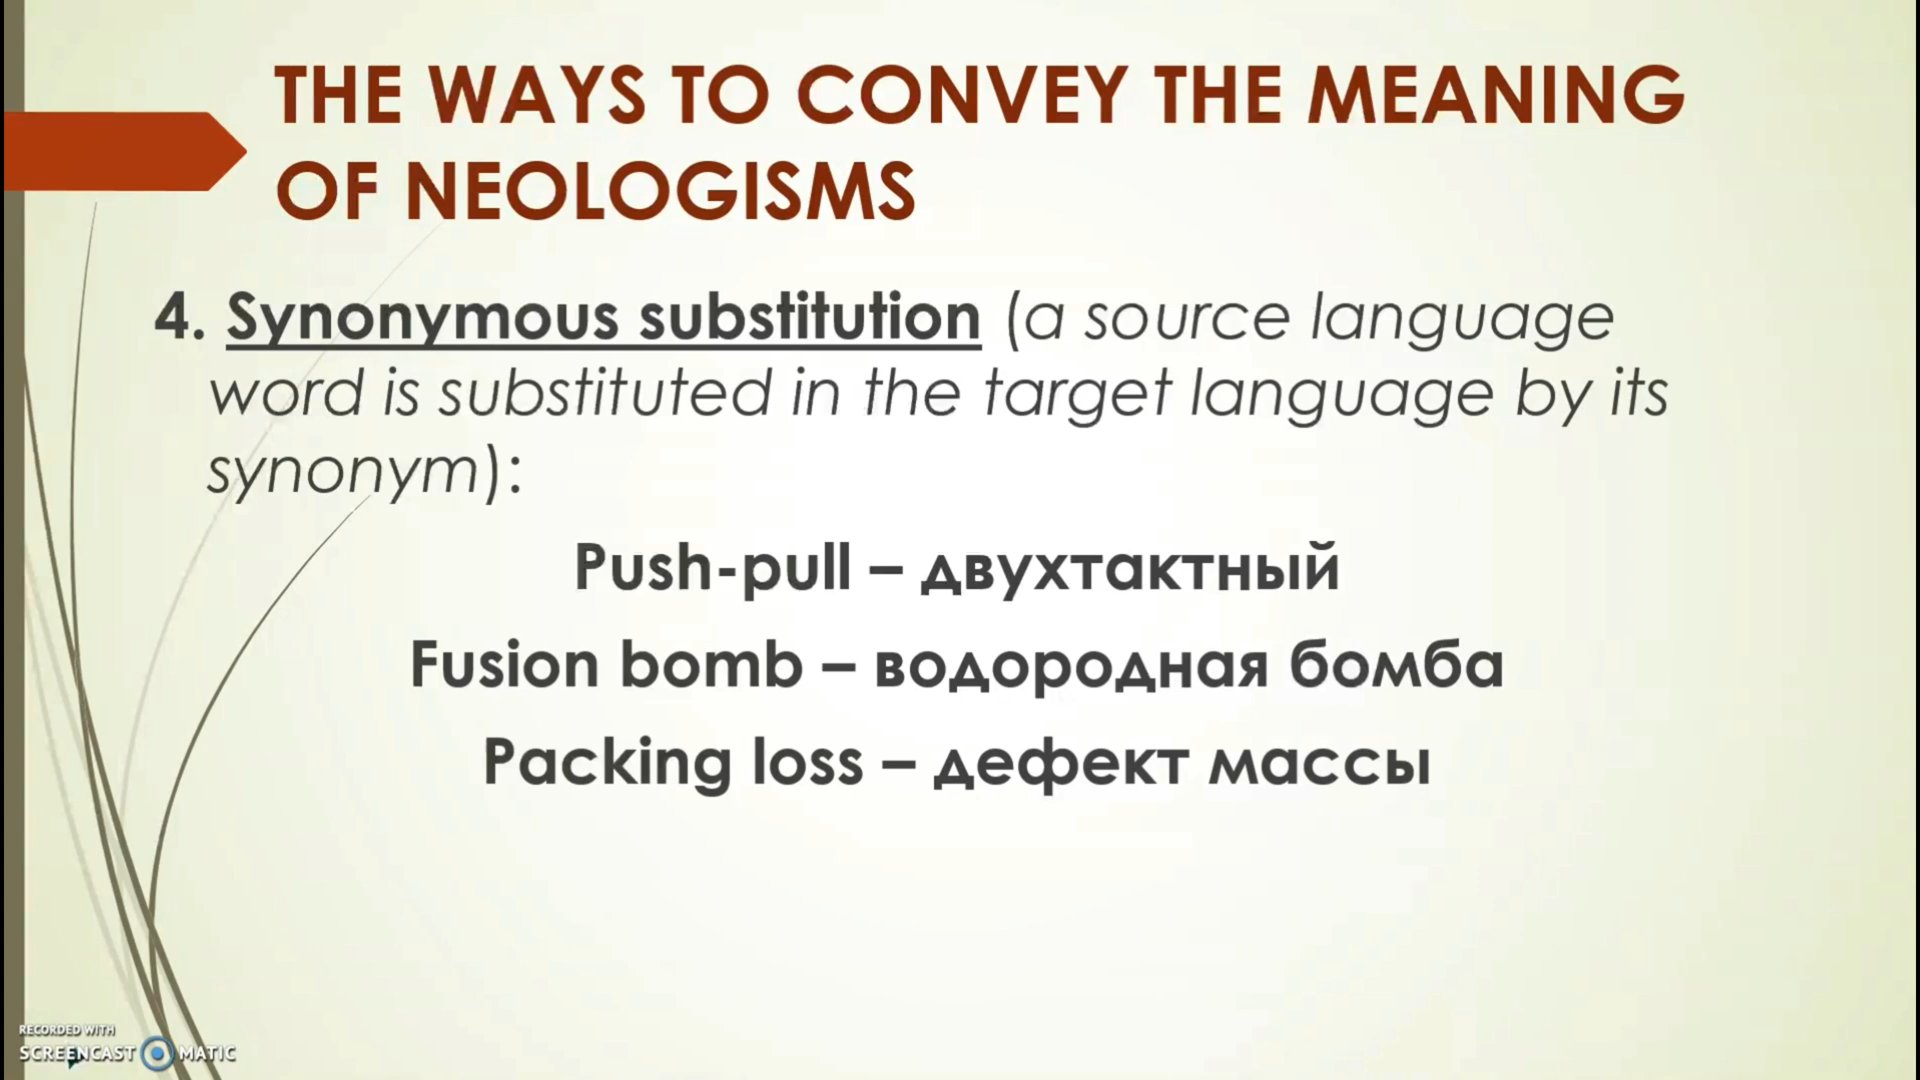 THE WAYS TO CONVEY THE MEANING
OF NEOLOGISMS
4. Synonymous substitution (a source language
word is substituted in the target language by its
synonym):
Push-pull – двухтактный
Fusion bomb – водородная бомба
Packing loss – дефект массы
RECORDED WITH
SCREENCAST MATIC